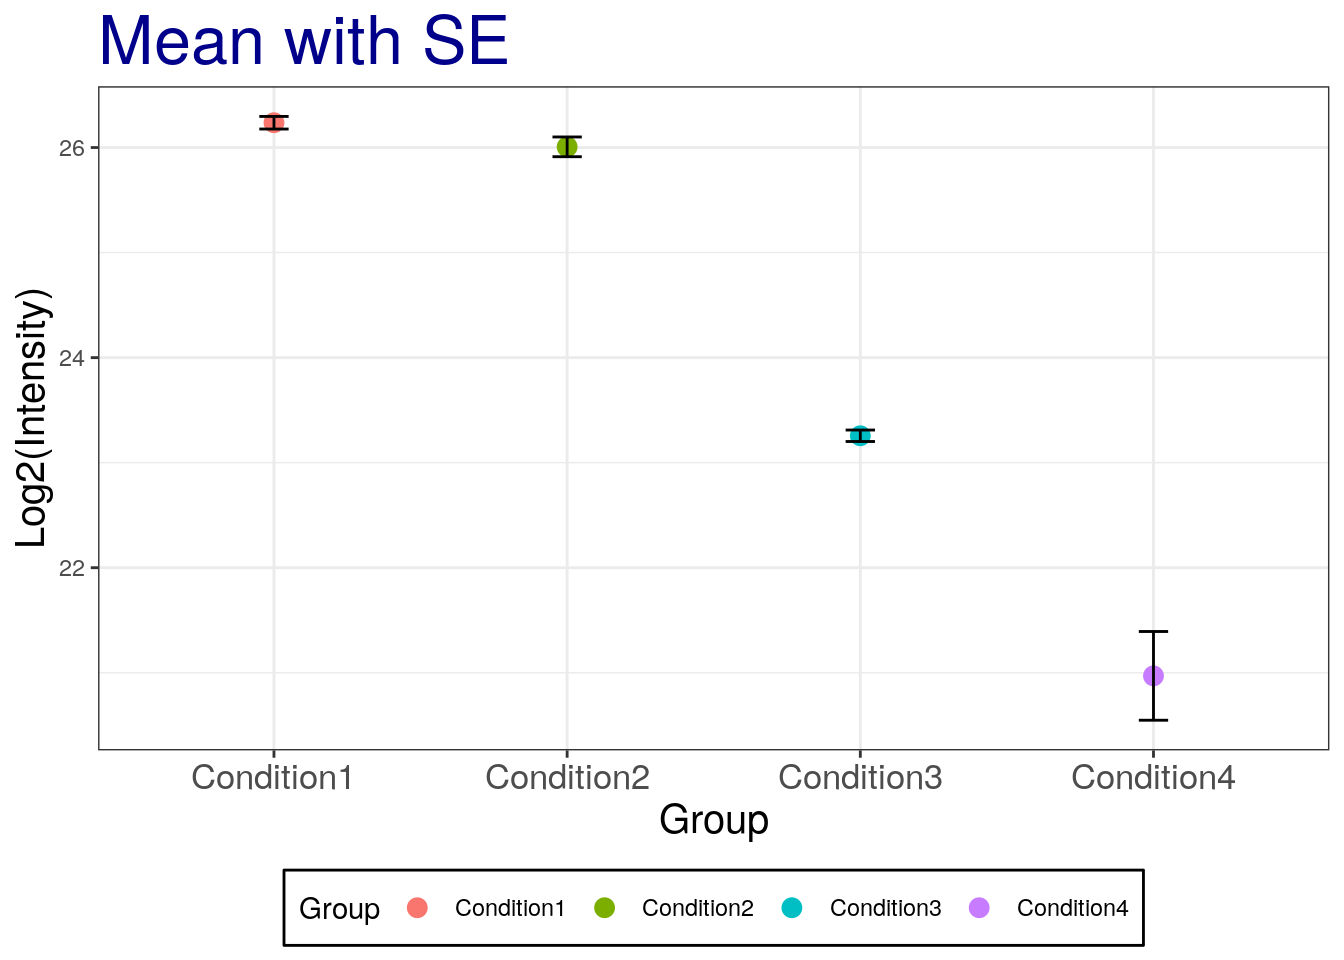 Mean with SE
Log2(Intensity)
26
24
22
Condition1 Condition2 Condition3 Condition4
Group
Group Condition1 Condition2 Condition3 Condition4